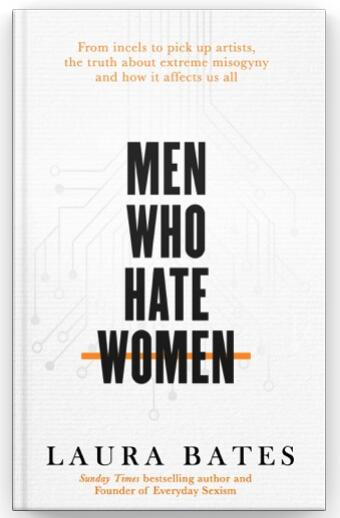 From incels to pick up artists,
the truth about extreme misogyny
and how it affects us all
MEN
WHO
HATE
WOMEN
LAURA BATES
Sunday Times bestselling author and
Founder of Everyday Sexism